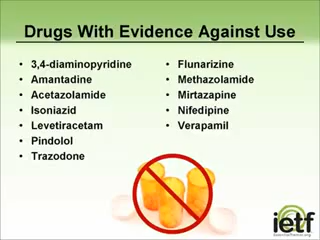 Drugs With Evidence Against Use
• 3,4-diaminopyridine
• Amantadine
• Acetazolamide
• Isoniazid
• Levetiracetam
• Pindolol
• Trazodone
• Flunarizine
• Methazolamide
• Mirtazapine
• Nifedipine
• Verapamil
ietf